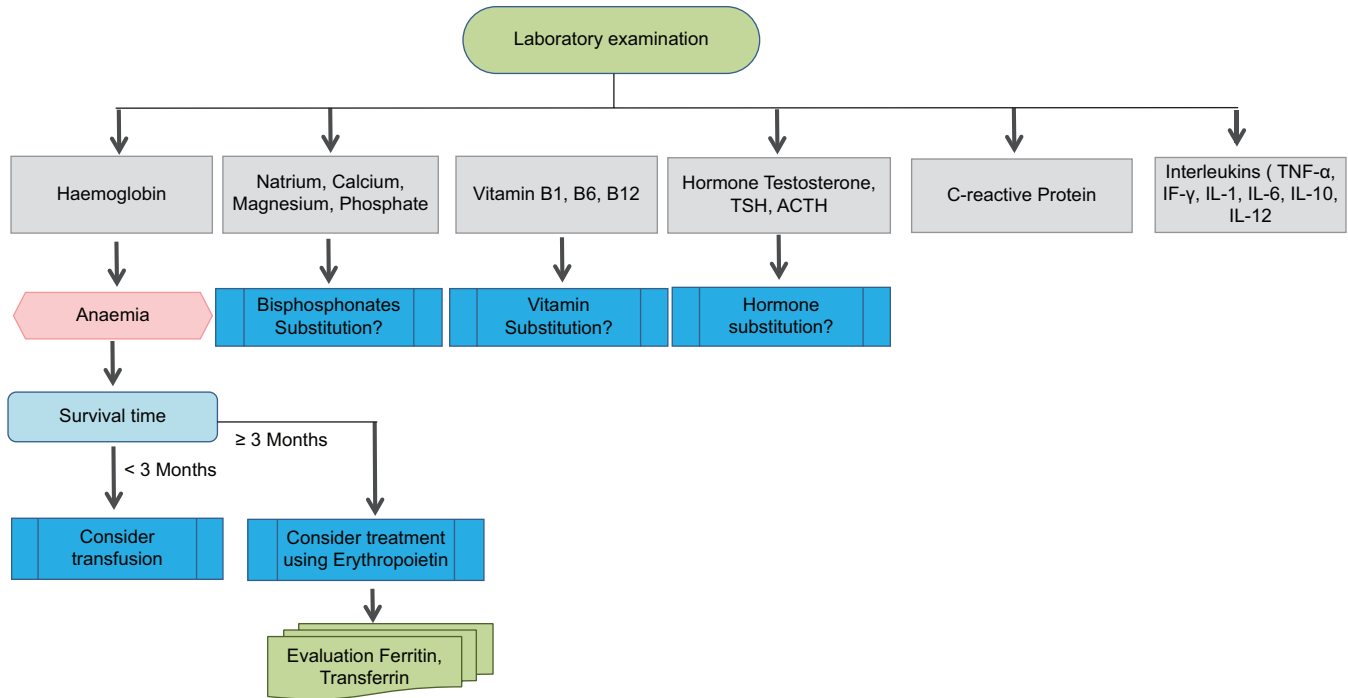 Laboratory examination
Haemoglobin
Natrium, Calcium,
Magnesium, Phosphate
Vitamin B1, B6, B12
Hormone Testosterone,
TSH, ACTH
C-reactive Protein
Interleukins ( TNF-α,
IF-γ, IL-1, IL-6, IL-10,
IL-12
Anaemia
Bisphosphonates
Substitution?
Vitamin
Substitution?
Hormone
substitution?
Survival time
≥ 3 Months
< 3 Months
Consider
transfusion
Consider treatment
using Erythropoietin
Evaluation Ferritin,
Transferrin